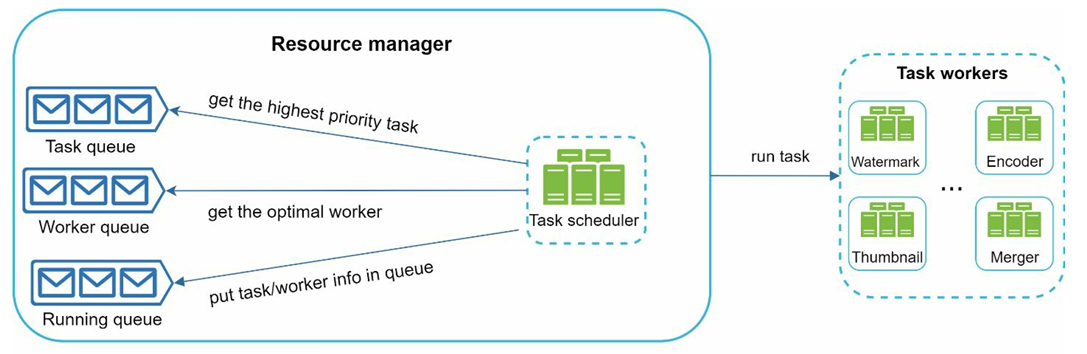 Resource manager
get the highest priority task
Task queue
get the optimal worker
Worker queue
put task/worker info in queue
Running queue
Task scheduler
run task
Task workers
Watermark
Encoder
...
Thumbnail
Merger